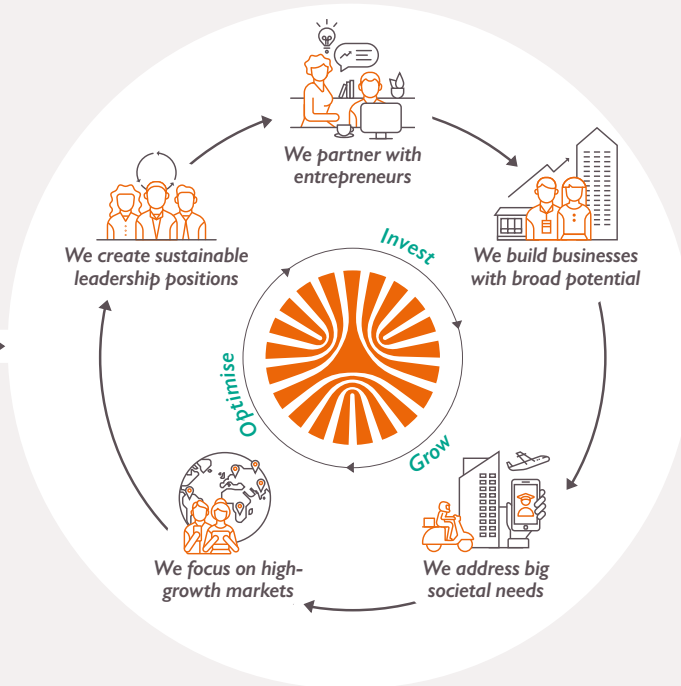 We partner with
entrepreneurs
We build businesses
with broad potential
We address big
societal needs
We focus on high-
growth markets
We create sustainable
leadership positions
Invest
Grow
Optimise